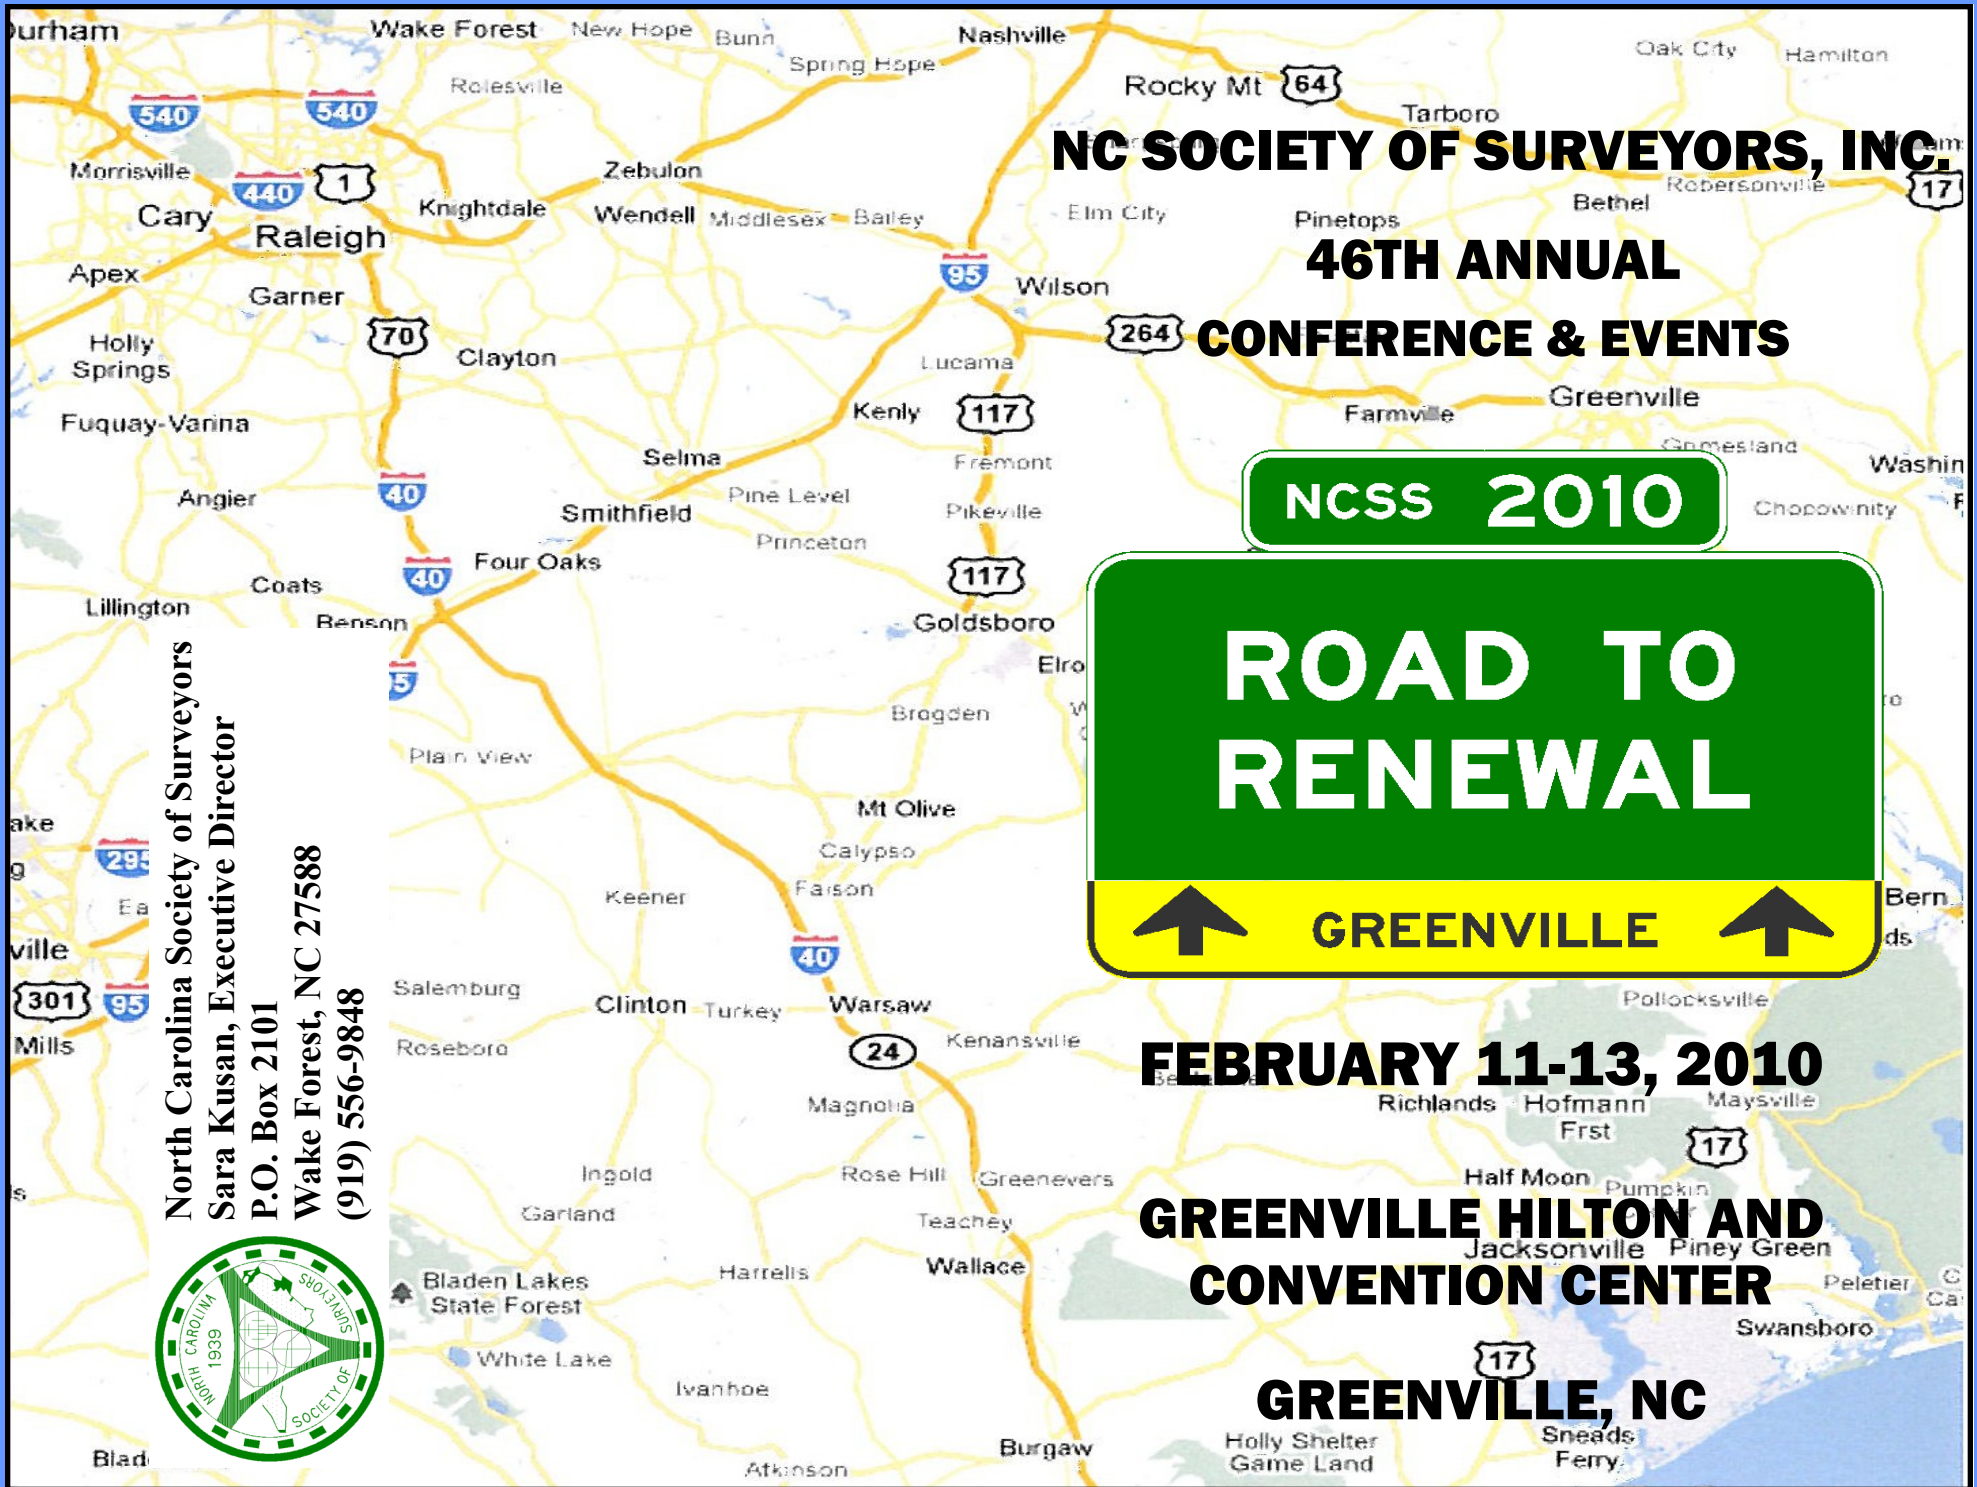 Wake Forest New Hope Bunn Nashville Oak City Hamilton
Spring Hope
Rolesville Rocky Mt 64
540 540 Tarboro
NC SOCIETY OF SURVEYORS, INC.
Morrisville 440 1 Zebulon Robersonville 17
Cary Knightdale Wendell Middlesex Bailey Elm City Pinetops Bethel
Raleigh
46TH ANNUAL
Apex Garner 95 Wilson
CONFERENCE & EVENTS
Holly
Springs
70 Clayton Lucama 264
Fuquay-Varina Kenly 117 Farmville Greenville
Selma Fremont Grimesland
Angier 40 Smithfield Pine Level Pikeville Chocowinity
NCSS 2010
Princeton
Coats 40 Four Oaks 117
Lillington Benson Goldsboro
ROAD TO
RENEWAL
GREENVILLE
Brogden
Plain View
Mt Olive
Calypso
Keener Faison
40
301 95 Salemburg Clinton Turkey Warsaw Pollocksville
Mills Roseboro 24 Kenansville
FEBRUARY 11-13, 2010
Magnolia Richlands Hofmann
Frst
Maysville
17
Ingold Rose Hill Greenevers Half Moon Pumpkin
Garland Teachey
GREENVILLE HILTON AND
CONVENTION CENTER
Jacksonville Piney Green
Bladen Lakes
State Forest
Harrells Wallace Peletier
Swansboro
White Lake 17
Ivanhoe
GREENVILLE, NC
Burgaw Holly Shelter
Game Land
Sneads
Ferry
Atkinson
North Carolina Society of Surveyors
Sara Kusan, Executive Director
P.O. Box 2101
Wake Forest, NC 27588
(919) 556-9848
NORTH CAROLINA
SOCIETY OF SURVEYORS
1939